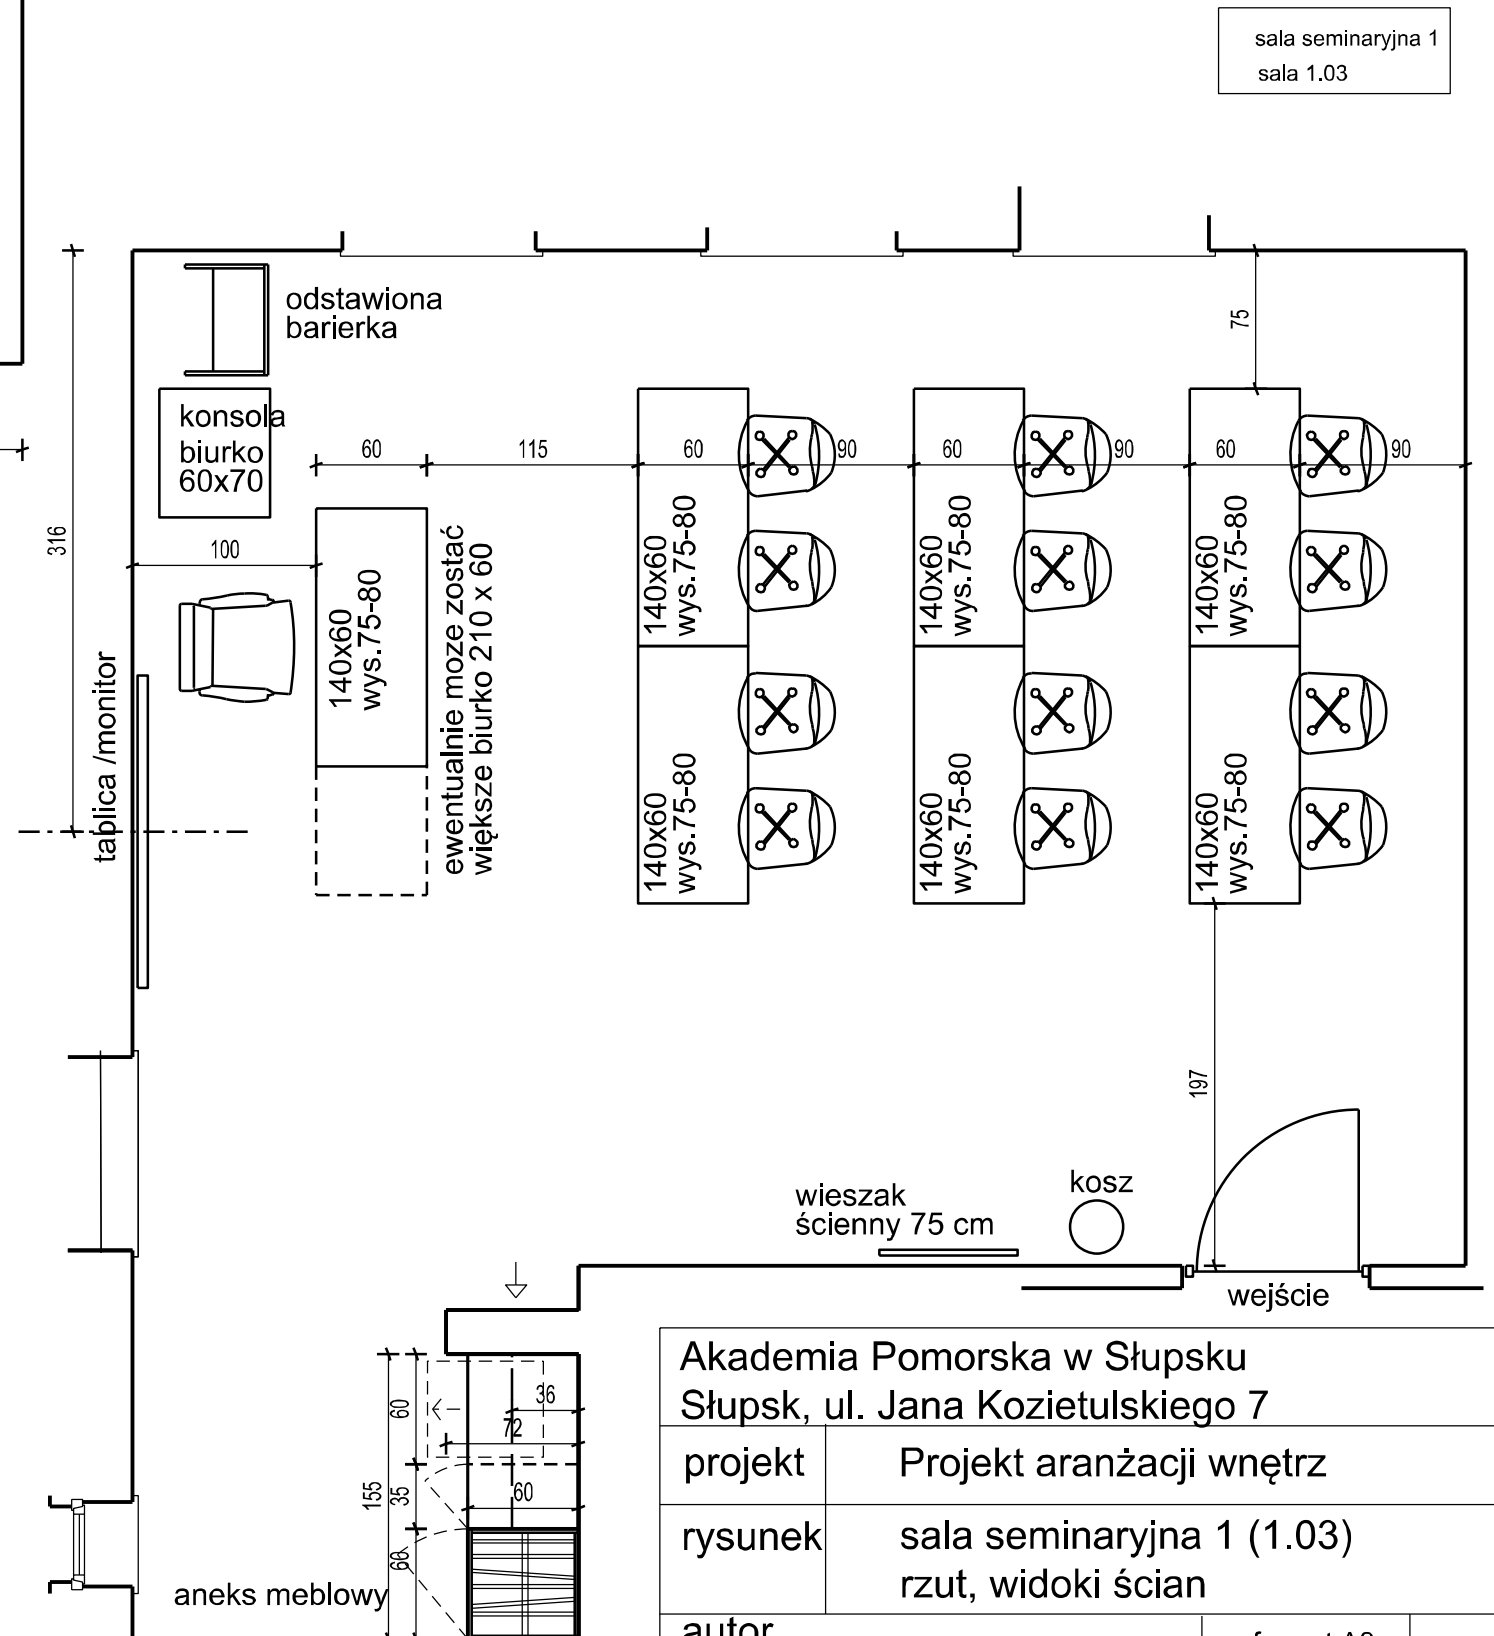 sala seminaryjna 1
sala 1.03
odstawiona
barierka
75
konsola
biurko
60x70
60
115
60
90
60
90
60
90
316
100
140x60
wys.75-80
ewentualnie moze zostać
większe biurko 210 x 60
140x60
wys.75-80
140x60
wys.75-80
140x60
wys.75-80
140x60
wys.75-80
140x60
wys.75-80
140x60
wys.75-80
tablica /monitor
197
wieszak
ścienny 75 cm
kosz
wejście
60
36
72
155
35
60
60
aneks meblowy
Akademia Pomorska w Słupsku
Słupsk, ul. Jana Kozietulskiego 7
projekt
Projekt aranżacji wnętrz
rysunek
sala seminaryjna 1 (1.03)
rzut, widoki ścian
autor